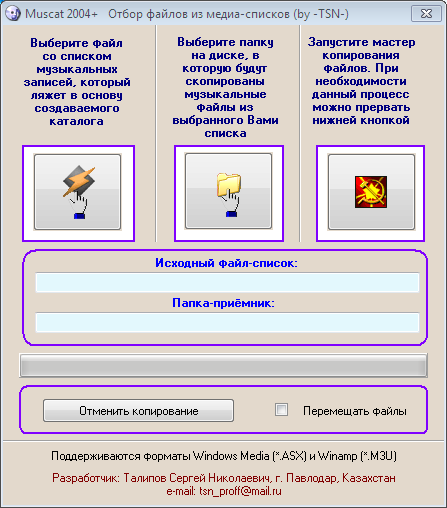 Muscat 2004+ Отбор файлов из медиа-списков (by -TSN-)
Выберите файл
со списком
музыкальных
записей, который
ляжет в основу
создаваемого
каталога
Выберите папку
на диске, в
которую будут
скопированы
музыкальные
файлы из
выбранного Вами
списка
Запустите мастер
копирования
файлов. При
необходимости
данный процесс
можно прервать
нижней кнопкой
Исходный файл-список:
Папка-приёмник:
Отменить копирование
Перемещать файлы
Поддерживаются форматы Windows Media (*.ASX) и Winamp (*.M3U)
Разработчик: Талипов Сергей Николаевич, г. Павлодар, Казахстан
e-mail: tsn_proff@mail.ru